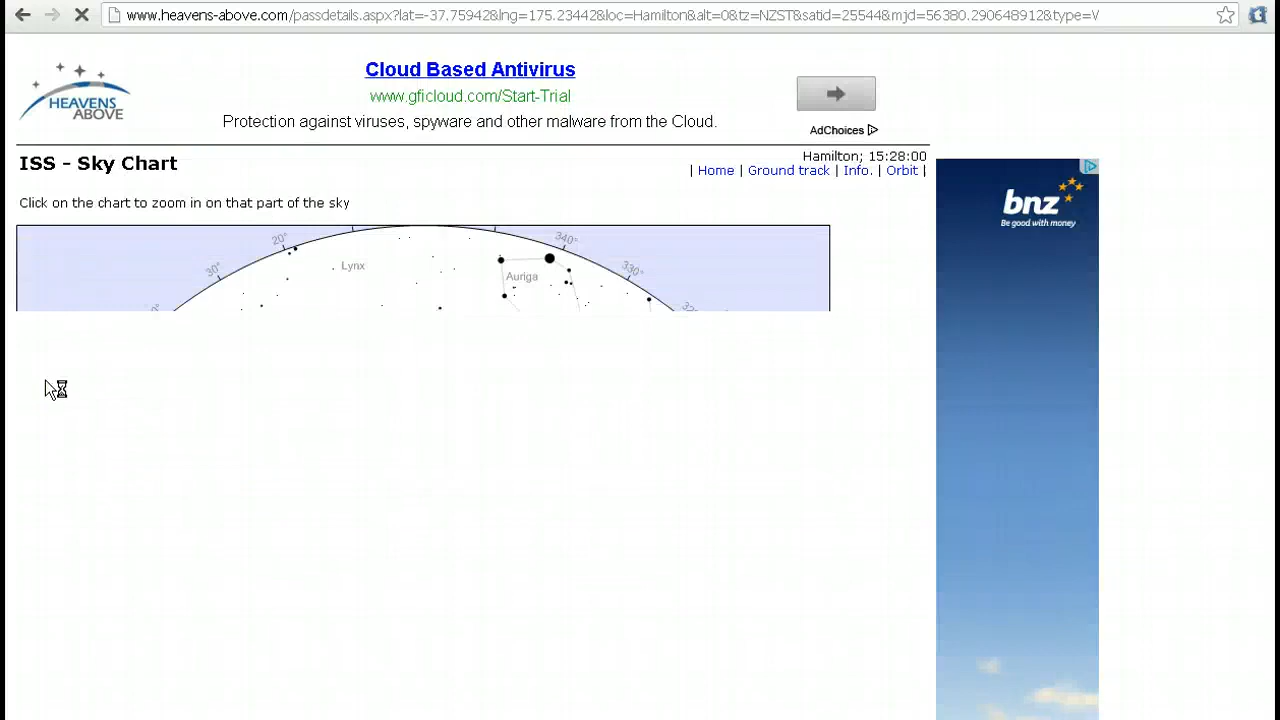 www.heavens-above.com/passdetails.aspx?lat=-37.75942&lng=175.23442&loc=Hamilton&alt=0&tz=NZST&satid=25544&mjd=56380.290648912&type=V
HEAVENS
ABOVE
Cloud Based Antivirus
www.gficloud.com/Start-Trial
Protection against viruses, spyware and other malware from the Cloud.
AdChoices
ISS - Sky Chart
Hamilton; 15:28:00
| Home | Ground track | Info. | Orbit |
Click on the chart to zoom in on that part of the sky
20°
340°
30°
Lynx
Auriga
330°
bnz
Be good with money